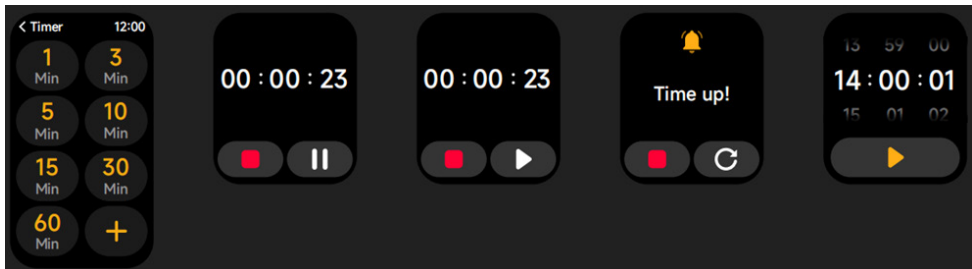 < Timer 12:00
1 3
Min Min
5 10
Min Min
15 30
Min Min
60 +
Min
00 : 00 : 23
00 : 00 : 23
Time up!
13 59 00
14 : 00 : 01
15 01 02